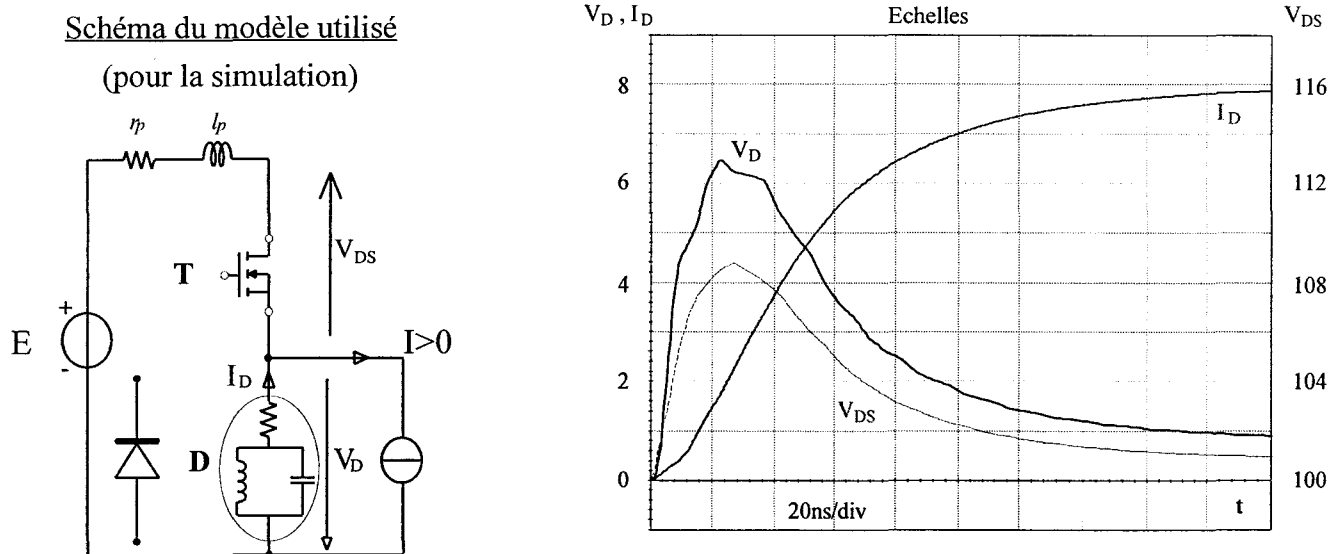 Schéma du modèle utilisé
(pour la simulation)
rp
lp
VDS
T
+
E
-
I>0
ID
D
VD
VD , ID
Echelles
VDS
8
6
4
2
0
116
112
108
104
100
ID
VD
VDS
20ns/div
t